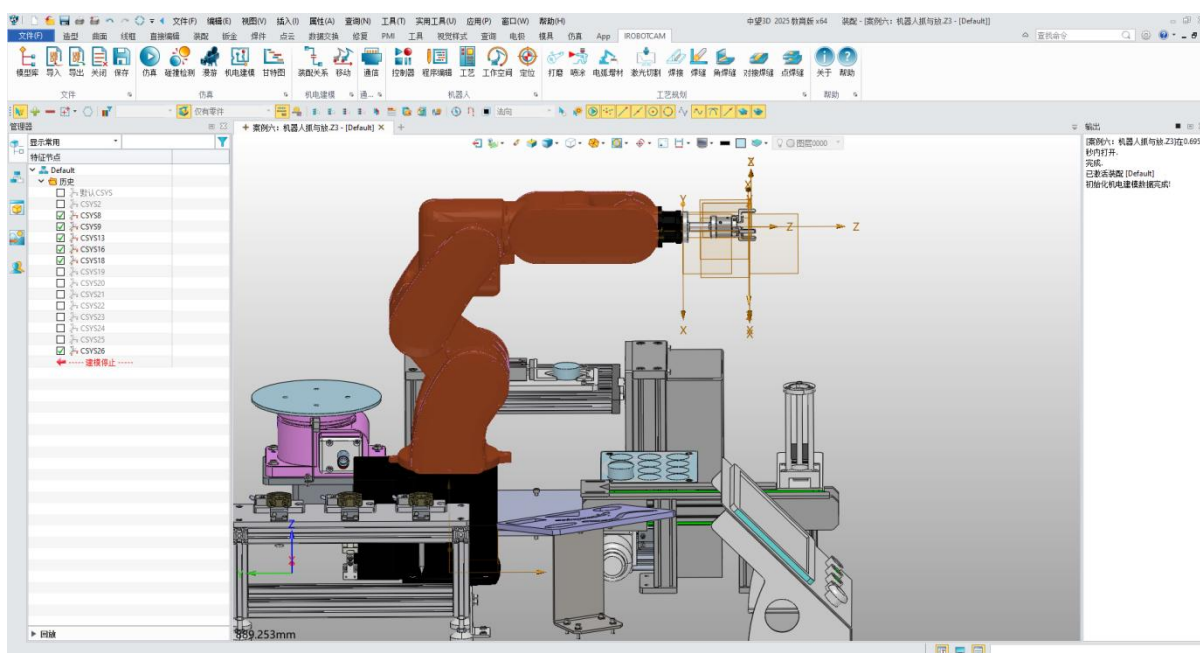 文件(F) 编辑(E) 视图(V) 插入(I) 属性(A) 查询(N) 工具(T) 实用工具(U) 应用(P) 窗口(W) 帮助(H) 中望3D 2025 教育版 x64 装配 - [案例六：机器人抓与放.Z3 - [Default]]
文件(F) 造型 曲面 线框 直接编辑 装配 钣金 焊件 点云 数据交换 修复 PMI 工具 视觉样式 查询 电极 模具 仿真 App IROBOTCAM 查找命令
模型库 导入 导出 关闭 保存 仿真 碰撞检测 漫游 机电建模 甘特图 装配关系 移动 通信 控制器 程序编辑 工艺 工作空间 定位 打磨 喷涂 电弧增材 激光切割 焊接 焊缝 角焊缝 对接焊缝 点焊缝 关于 帮助
文件 仿真 机电建模 通... 机器人 工艺规划 帮助
仅有零件 法向
管理器 案例六：机器人抓与放.Z3 - [Default] 输出
显示常用 图层0000
特征节点
Default
历史
默认CSYS
CSYS2
CSYS8
CSYS9
CSYS13
CSYS16
CSYS18
CSYS19
CSYS20
CSYS21
CSYS22
CSYS23
CSYS24
CSYS25
CSYS26
----- 建模停止 -----
[案例六：机器人抓与放.Z3]在0.695
秒内打开.
完成.
已激活装配 [Default]
初始化机电建模数据完成!
X
Y
Z Z
X
Z
889.253mm
回放